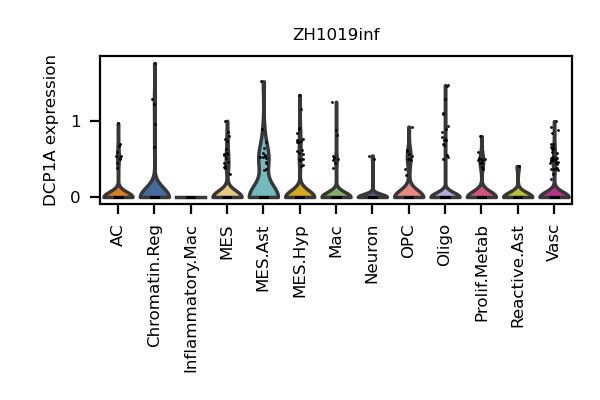 ZH1019inf
DCP1A expression
1
0
AC
Chromatin.Reg
Inflammatory.Mac
MES
MES.Ast
MES.Hyp
Mac
Neuron
OPC
Oligo
Prolif.Metab
Reactive.Ast
Vasc